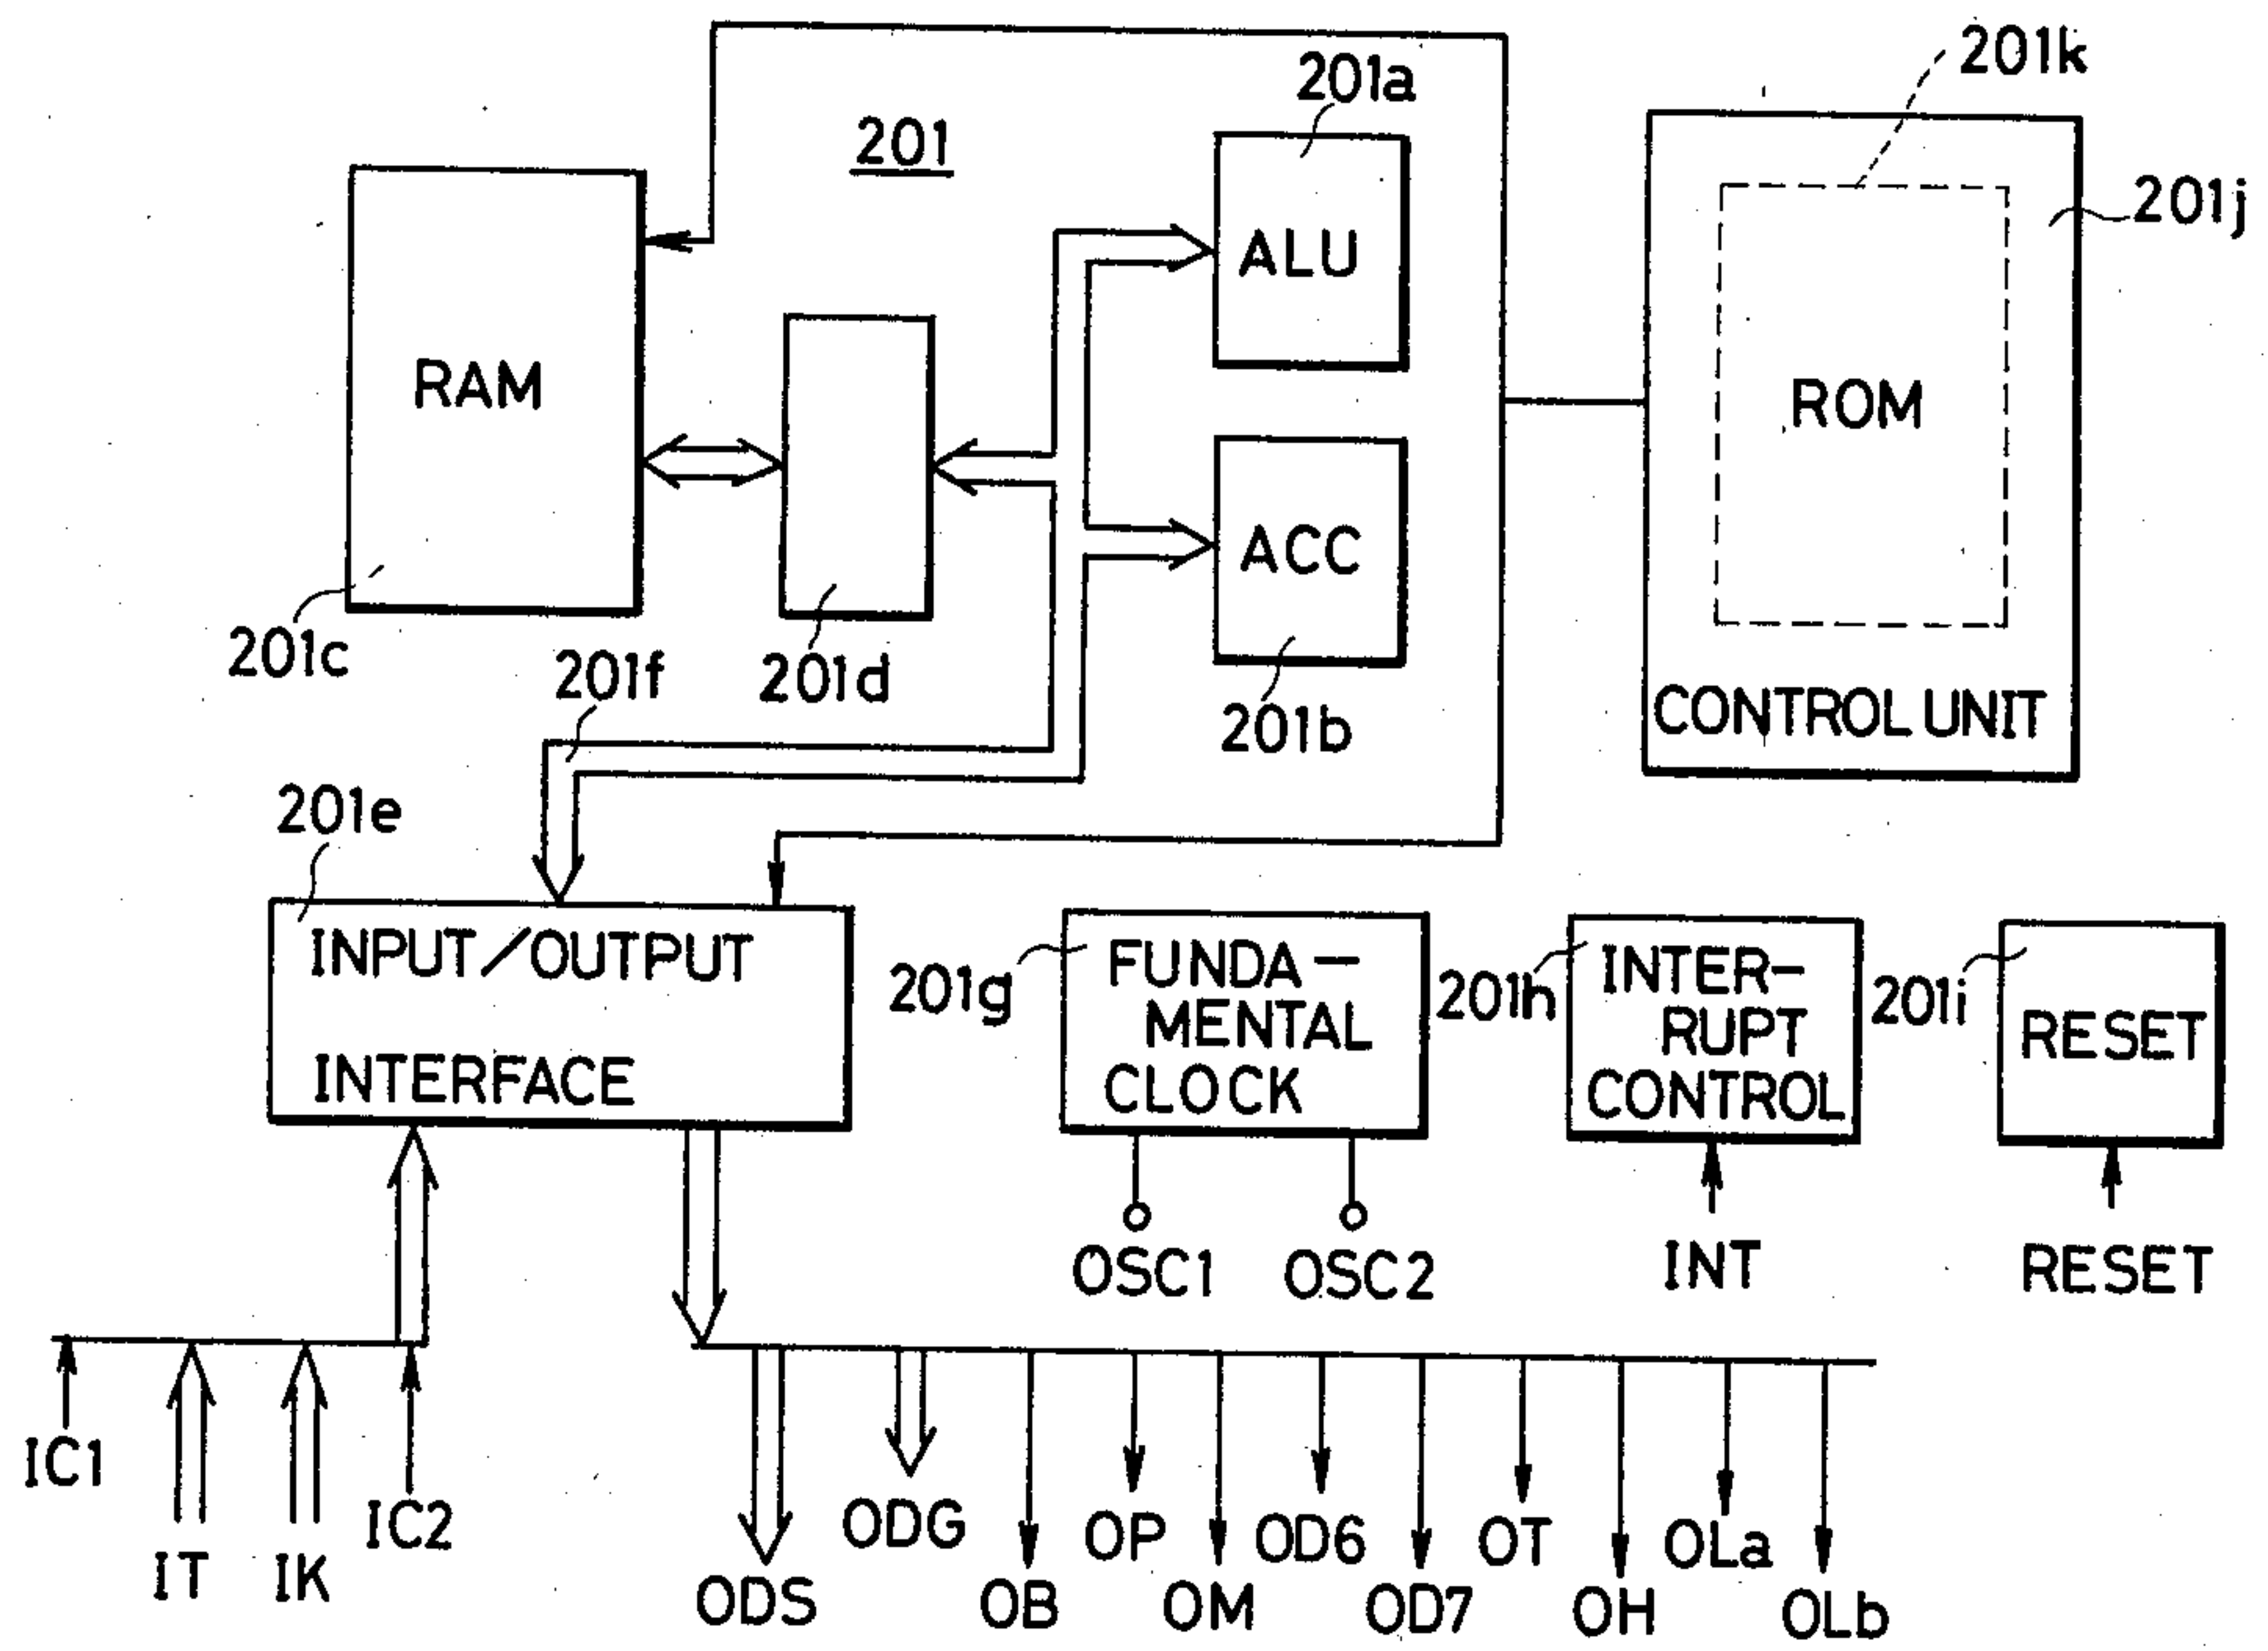 201k
201a
201
201j
ALU
RAM
ROM
ACC
201c
201f
201d
201b
CONTROL UNIT
201e
INPUT/OUTPUT
INTERFACE
201g
FUNDA-
MENTAL
CLOCK
201h
INTER-
RUPT
CONTROL
201i
RESET
OSC1
OSC2
INT
RESET
IC1
IT
IK
IC2
ODS
ODG
OB
OP
OM
OD6
OD7
OT
OH
OLa
OLb